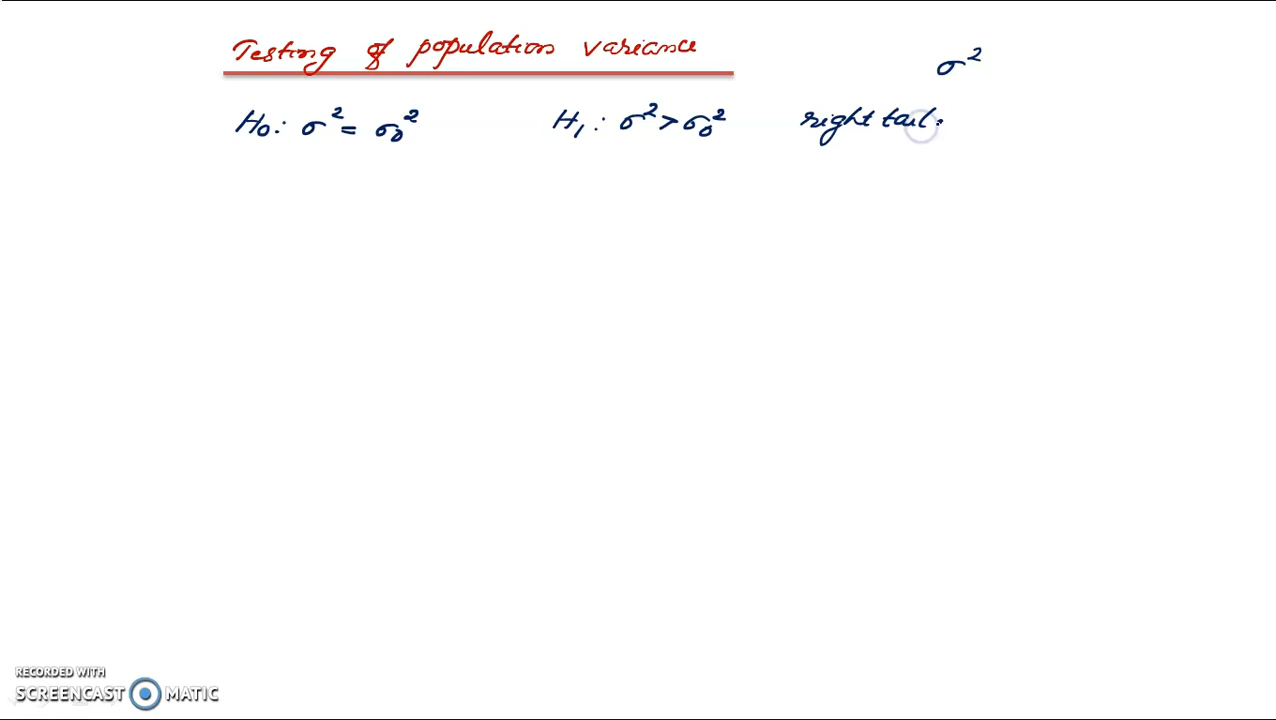 Testing of population variance
σ²
H₀: σ² = σ₀² H₁: σ² > σ₀² right tail.
RECORDED WITH
SCREENCAST MATIC